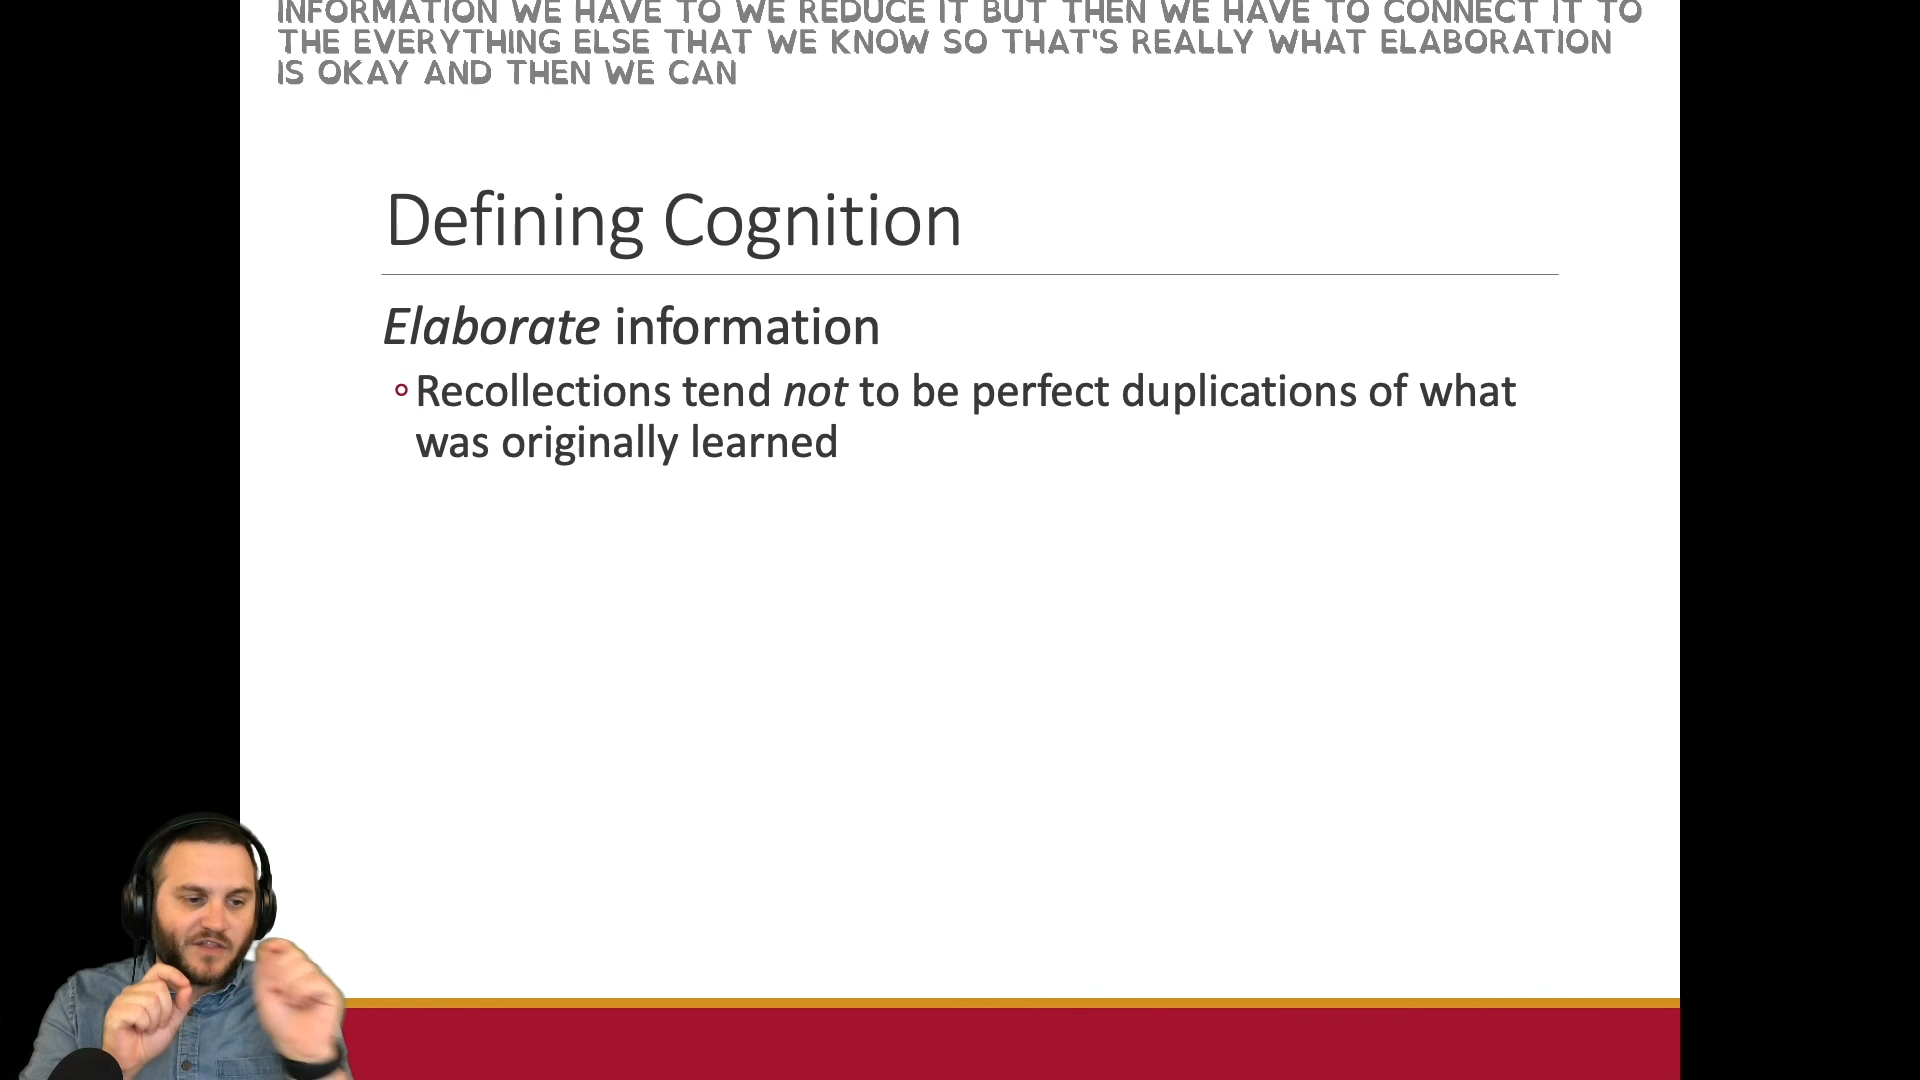 INFORMATION WE HAVE TO WE REDUCE IT BUT THEN WE HAVE TO CONNECT IT TO
THE EVERYTHING ELSE THAT WE KNOW SO THAT'S REALLY WHAT ELABORATION
IS OKAY AND THEN WE CAN
Defining Cognition
Elaborate information
◦Recollections tend not to be perfect duplications of what
was originally learned